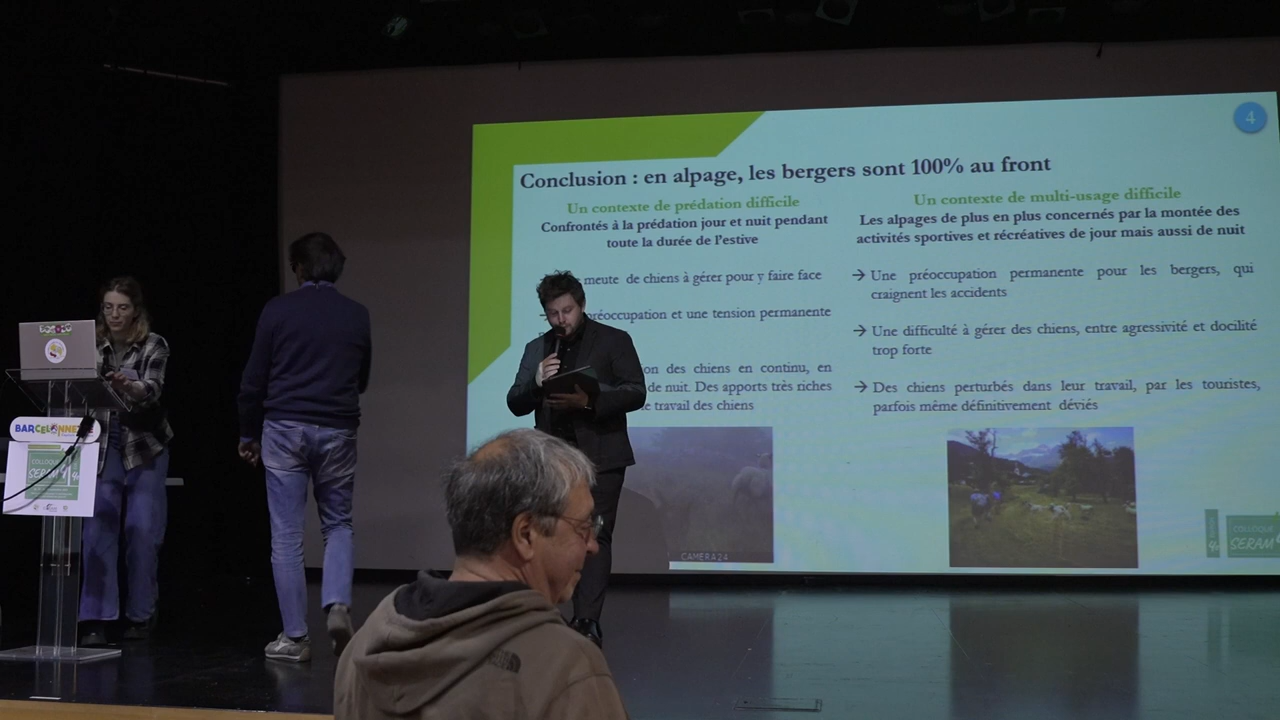 4
Conclusion : en alpage, les bergers sont 100% au front
Un contexte de prédation difficile
Confrontés à la prédation jour et nuit pendant
toute la durée de l'estive
meute de chiens à gérer pour y faire face
préoccupation et une tension permanente
des chiens en continu, en
de nuit. Des apports très riches
travail des chiens
CAMERA24
Un contexte de multi-usage difficile
Les alpages de plus en plus concernés par la montée des
activités sportives et récréatives de jour mais aussi de nuit
→ Une préoccupation permanente pour les bergers, qui
craignent les accidents
→ Une difficulté à gérer des chiens, entre agressivité et docilité
trop forte
→ Des chiens perturbés dans leur travail, par les touristes,
parfois même définitivement déviés
COLLOQUE
SERAM
BARCELONNETTE
COLLOQUE
SERAM